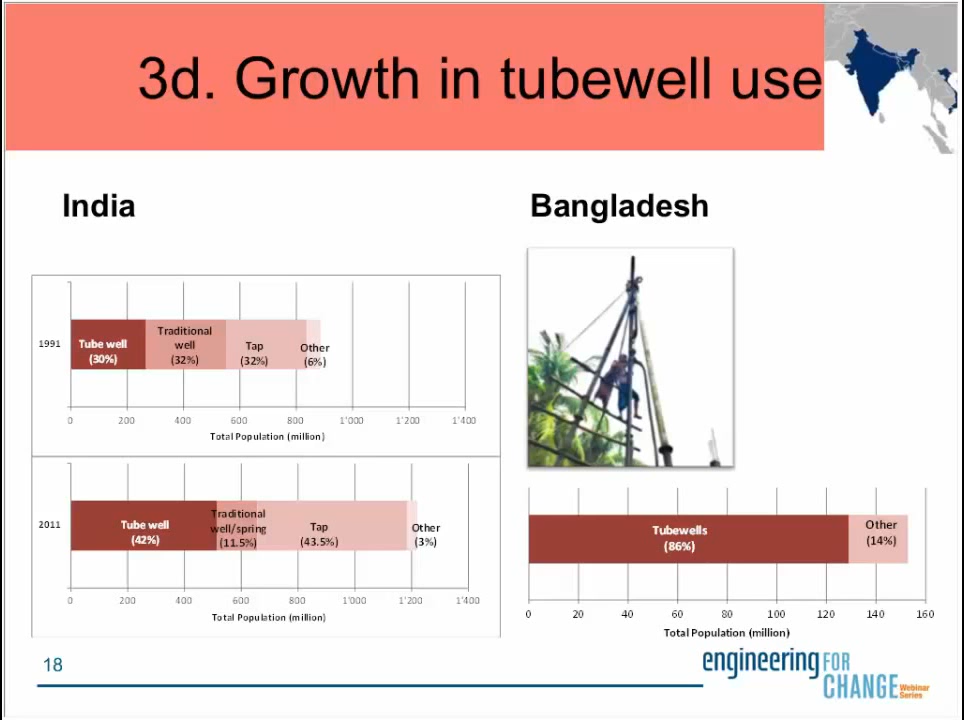 3d. Growth in tubewell use
India
Bangladesh
1991
Tube well
(30%)
Traditional
well
(32%)
Tap
(32%)
Other
(6%)
0 200 400 600 800 1'000 1'200 1'400
Total Population (million)
2011
Tube well
(42%)
Traditional
well/spring
(11.5%)
Tap
(43.5%)
Other
(3%)
0 200 400 600 800 1'000 1'200 1'400
Total Population (million)
Tubewells
(86%)
Other
(14%)
0 20 40 60 80 100 120 140 160
Total Population (million)
18
engineering FOR
CHANGE Webinar
Series